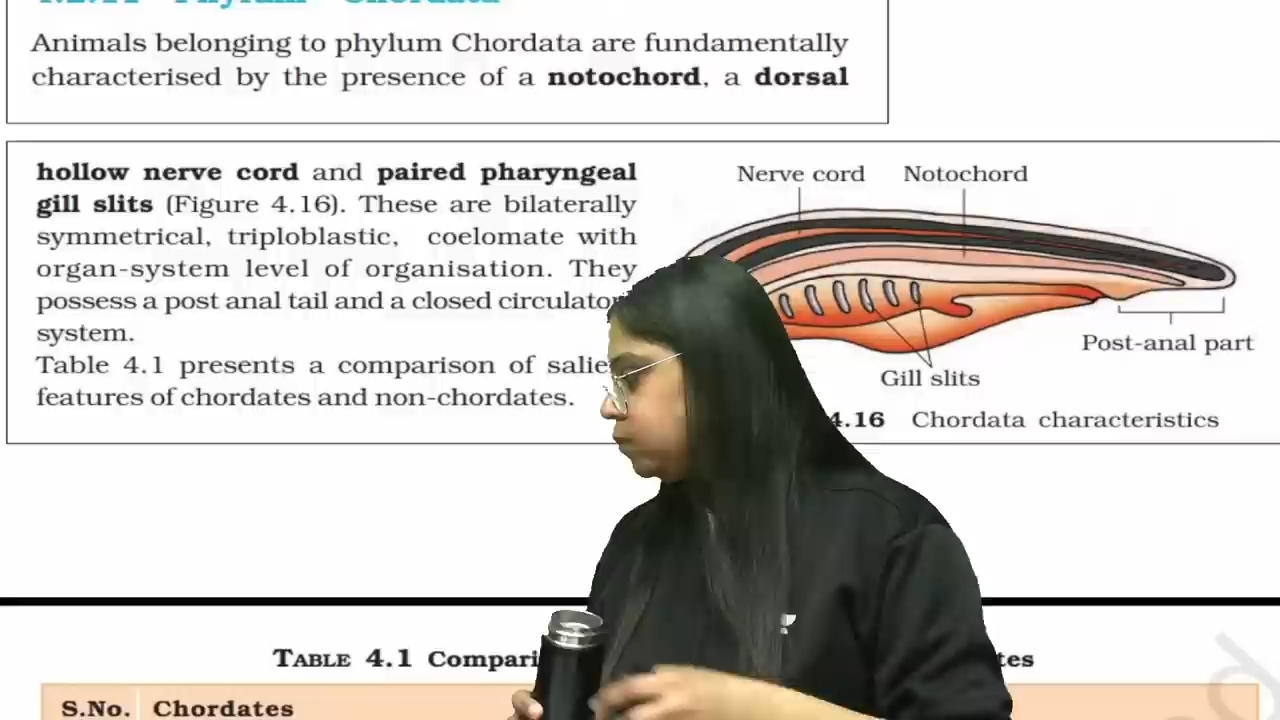 Animals belonging to phylum Chordata are fundamentally
characterised by the presence of a notochord, a dorsal
hollow nerve cord and paired pharyngeal
gill slits (Figure 4.16). These are bilaterally
symmetrical, triploblastic, coelomate with
organ-system level of organisation. They
possess a post anal tail and a closed
system.
Table 4.1 presents a comparison of
features of chordates and non-chordates.
Nerve cord Notochord
Post-anal part
Gill slits
4.16 Chordata characteristics
TABLE 4.1
S.No. Chordates